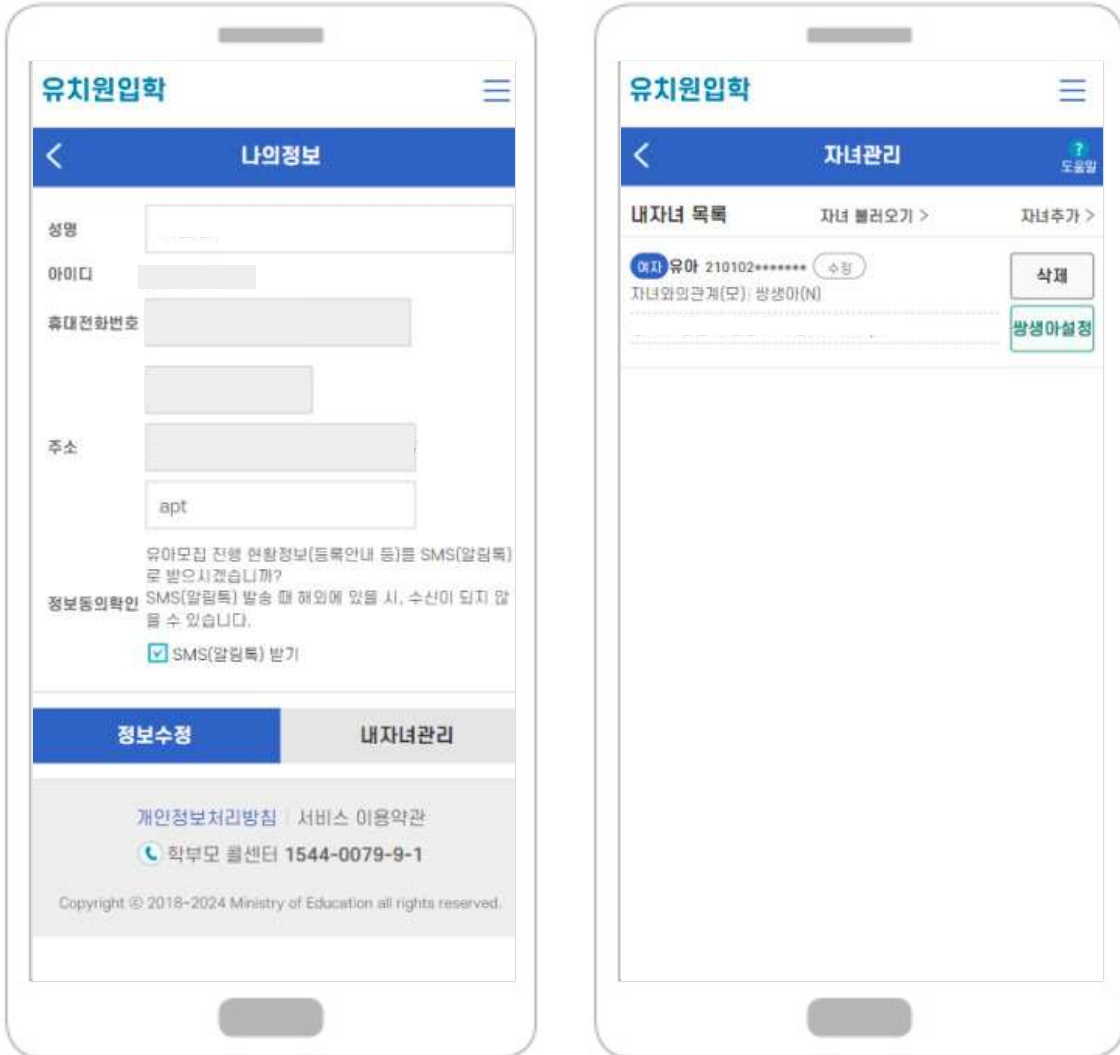 유치원입학
나의정보
성명
아이디
휴대전화번호
주소
apt
유아모집 진행 현황정보(등록안내 등)를 SMS(알림톡)
로 받으시겠습니까?
정보동의확인
SMS(알림톡) 발송 때 해외에 있을 시, 수신이 되지 않
을 수 있습니다.
SMS(알림톡) 받기
정보수정 내자녀관리
개인정보처리방침 서비스 이용약관
학부모 콜센터 1544-0079-9-1
Copyright ⓒ 2018-2024 Ministry of Education all rights reserved.
유치원입학
자녀관리
?
도움말
내자녀 목록 자녀 불러오기 > 자녀추가 >
여자 유아 210102******* 수정
자녀와의관계(모): 쌍생아(N)
삭제
쌍생아설정